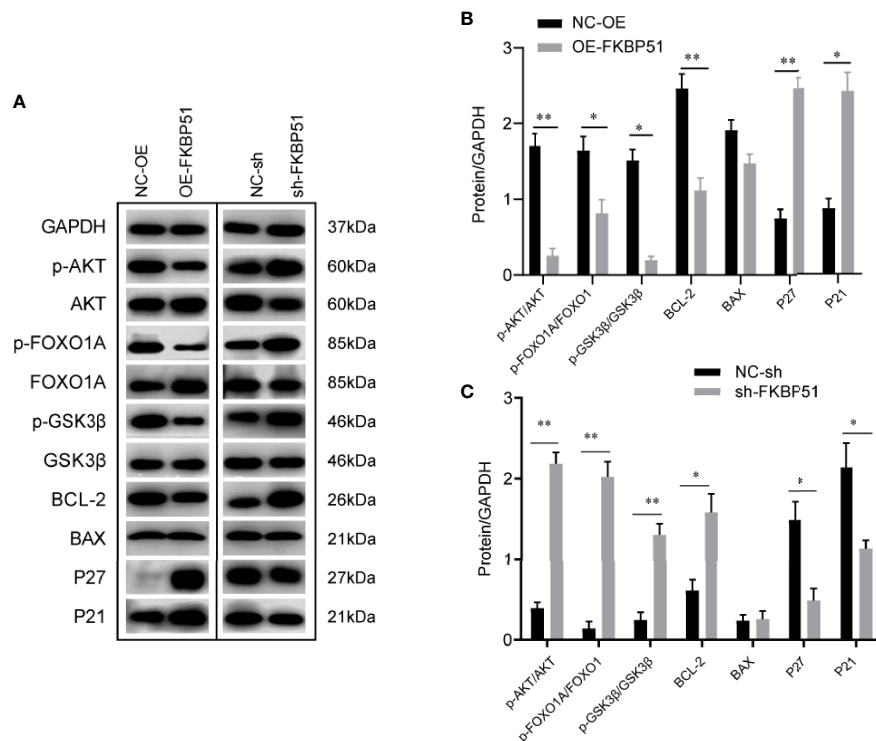 A
NC-OE
OE-FKBP51
NC-sh
sh-FKBP51
GAPDH 37kDa
p-AKT 60kDa
AKT 60kDa
p-FOXO1A 85kDa
FOXO1A 85kDa
p-GSK3β 46kDa
GSK3β 46kDa
BCL-2 26kDa
BAX 21kDa
P27 27kDa
P21 21kDa
B
NC-OE
OE-FKBP51
Protein/GAPDH
3
2
1
0
** * * ** ** *
p-AKT/AKT
p-FOXO1A/FOXO1
p-GSK3β/GSK3β
BCL-2
BAX
P27
P21
C
NC-sh
sh-FKBP51
Protein/GAPDH
3
2
1
0
** ** ** * * *
p-AKT/AKT
p-FOXO1A/FOXO1
p-GSK3β/GSK3β
BCL-2
BAX
P27
P21